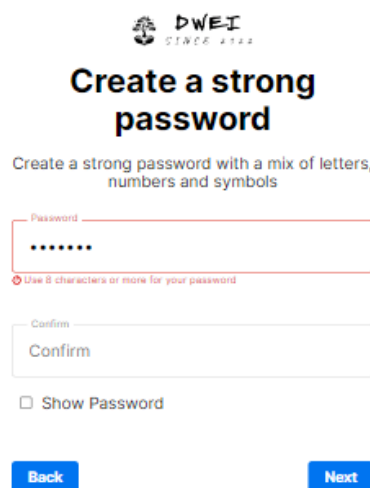 DWEI
SINCE
Create a strong
password
Create a strong password with a mix of letters,
numbers and symbols
Password
•••••••
Use 8 characters or more for your password
Confirm
Confirm
Show Password
Back
Next